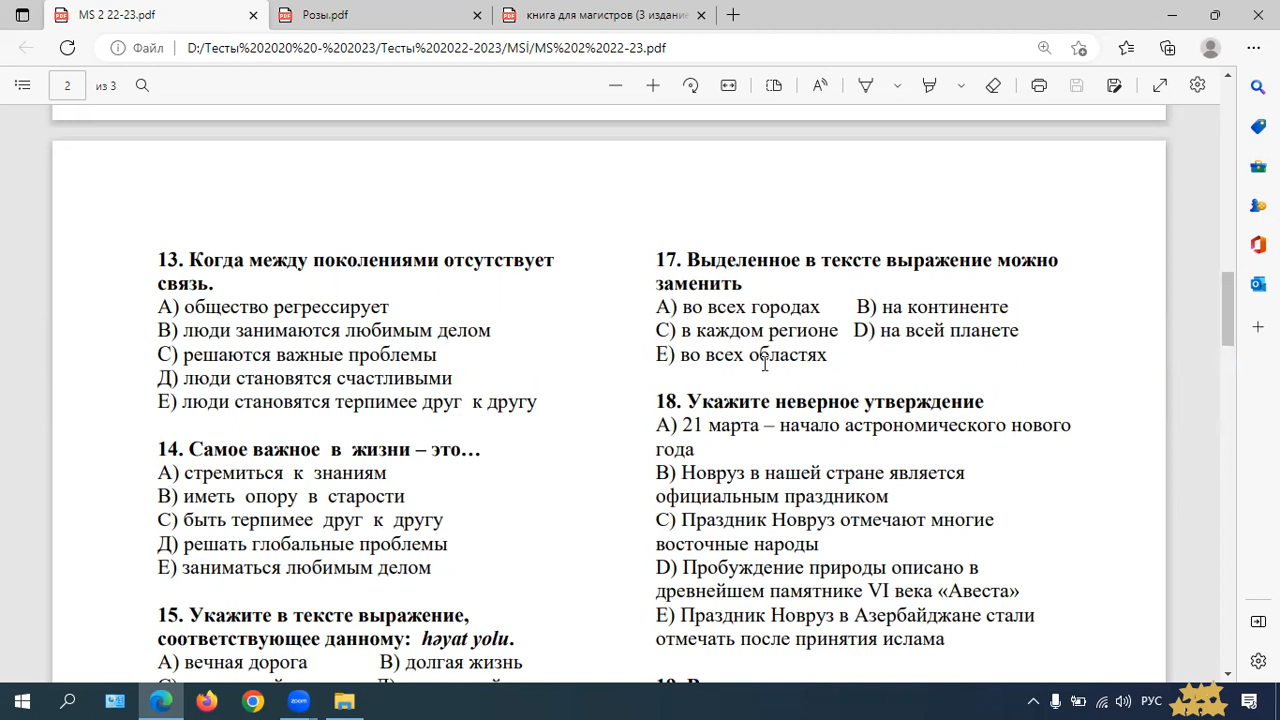 MS 2 22-23.pdf
Розы.pdf
книга для магистров (3 издание
Файл
D:/Тесты%202020%20-%202023/Тесты%202022-2023/MSİ/MS%202%2022-23.pdf
2 из 3
13. Когда между поколениями отсутствует
связь.
А) общество регрессирует
В) люди занимаются любимым делом
С) решаются важные проблемы
Д) люди становятся счастливыми
Е) люди становятся терпимее друг к другу
14. Самое важное в жизни – это…
А) стремиться к знаниям
В) иметь опору в старости
С) быть терпимее друг к другу
Д) решать глобальные проблемы
Е) заниматься любимым делом
15. Укажите в тексте выражение,
соответствующее данному: həyat yolu.
А) вечная дорога В) долгая жизнь
17. Выделенное в тексте выражение можно
заменить
А) во всех городах В) на континенте
С) в каждом регионе D) на всей планете
Е) во всех областях
18. Укажите неверное утверждение
А) 21 марта – начало астрономического нового
года
В) Новруз в нашей стране является
официальным праздником
С) Праздник Новруз отмечают многие
восточные народы
D) Пробуждение природы описано в
древнейшем памятнике VI века «Авеста»
Е) Праздник Новруз в Азербайджане стали
отмечать после принятия ислама
zoom
РУС